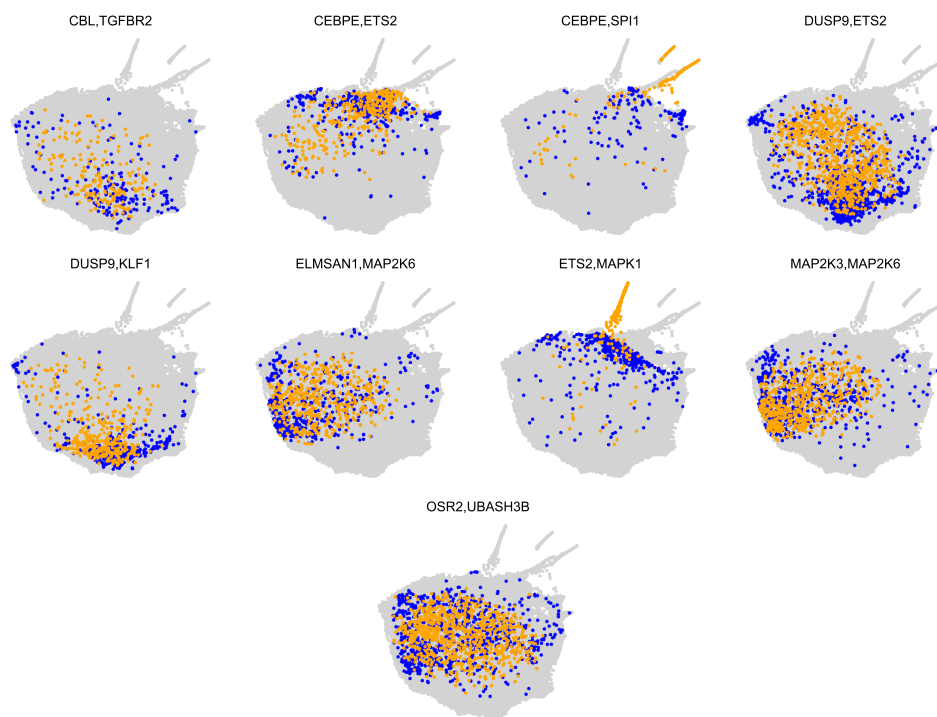 CBL,TGFBR2
CEBPE,ETS2
CEBPE,SPI1
DUSP9,ETS2
DUSP9,KLF1
ELMSAN1,MAP2K6
ETS2,MAPK1
MAP2K3,MAP2K6
OSR2,UBASH3B